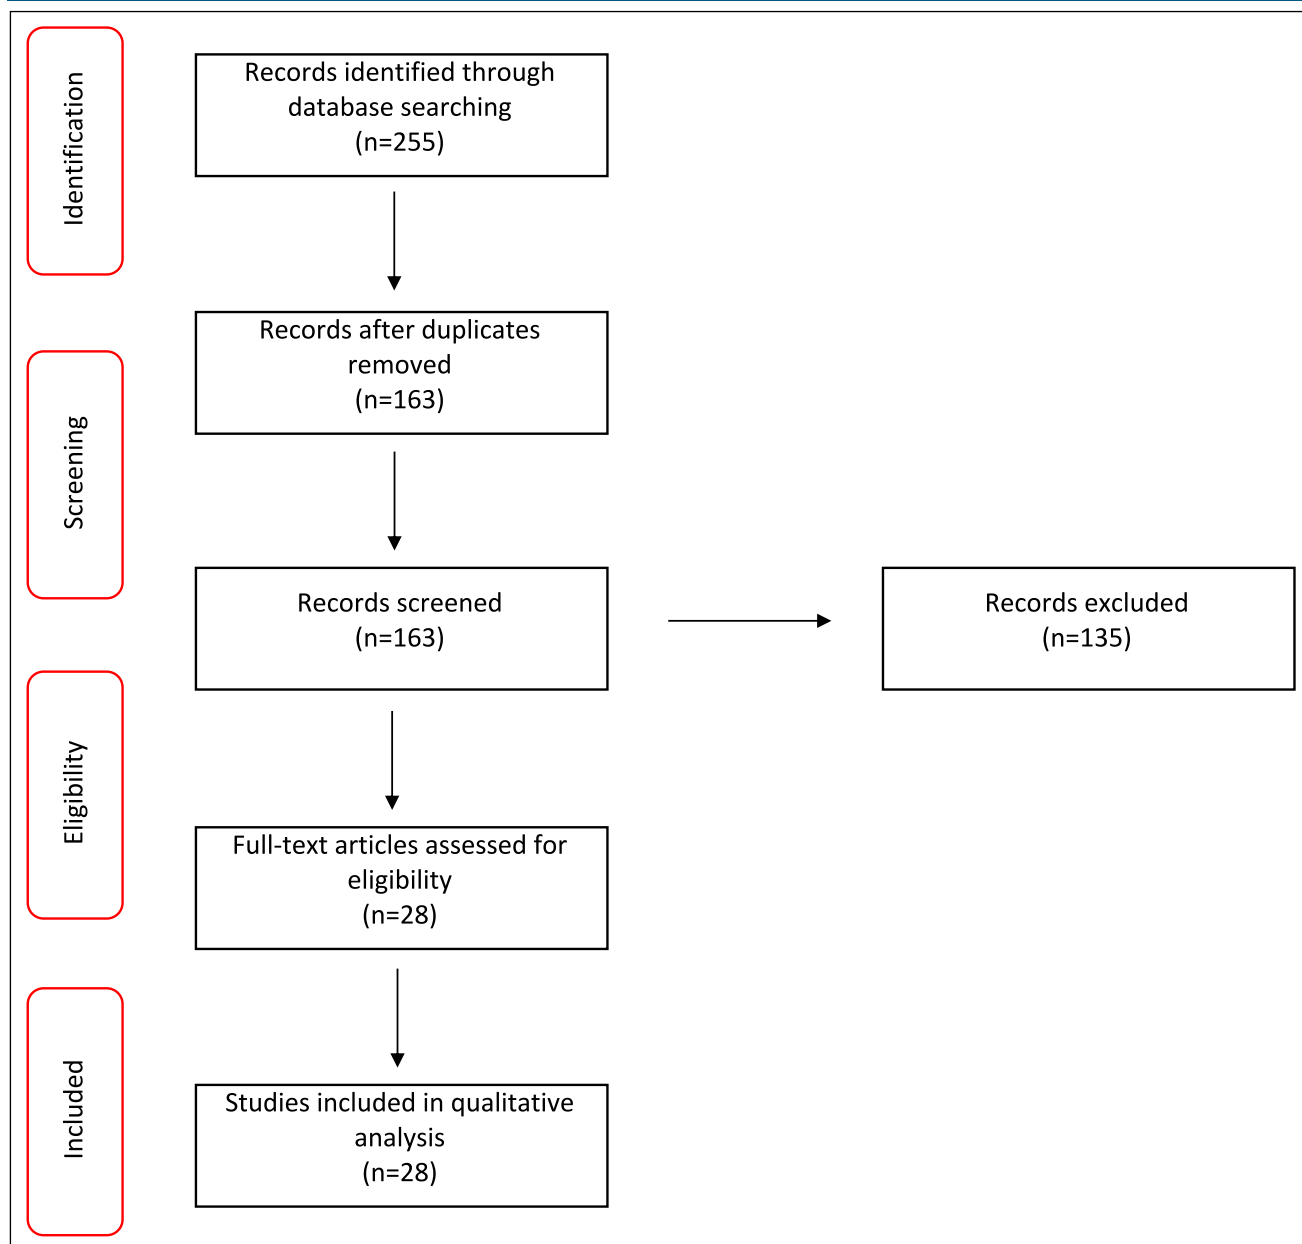 Identification
Records identified through
database searching
(n=255)
Records after duplicates
removed
(n=163)
Screening
Records screened
(n=163)
Records excluded
(n=135)
Eligibility
Full-text articles assessed for
eligibility
(n=28)
Included
Studies included in qualitative
analysis
(n=28)